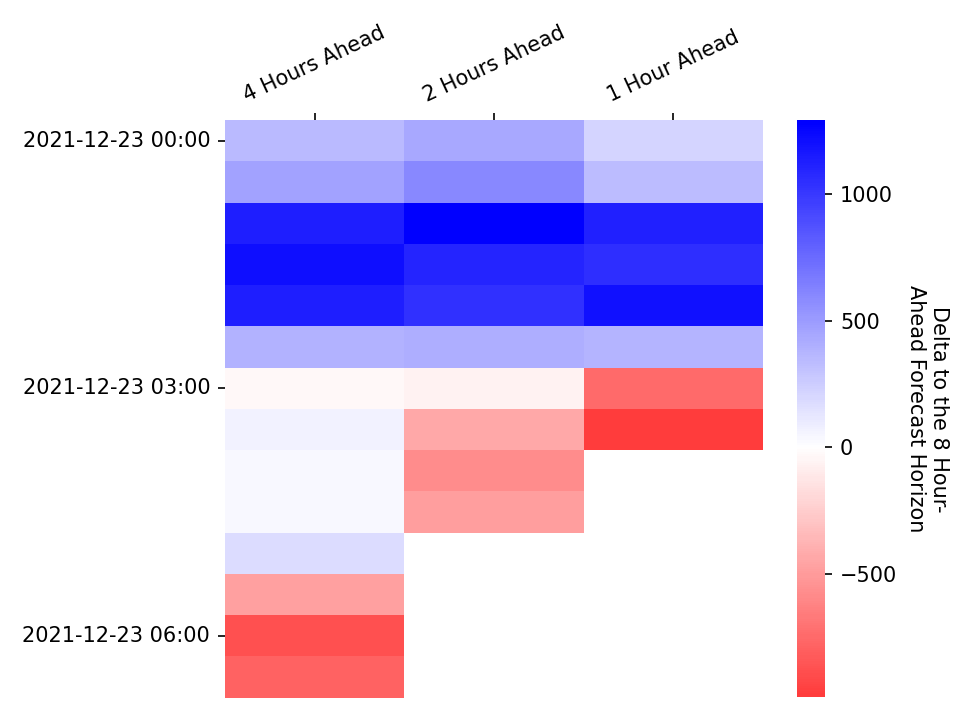 4 Hours Ahead
2 Hours Ahead
1 Hour Ahead
2021-12-23 00:00
2021-12-23 03:00
2021-12-23 06:00
1000
500
0
−500
Delta to the 8 Hour-
Ahead Forecast Horizon